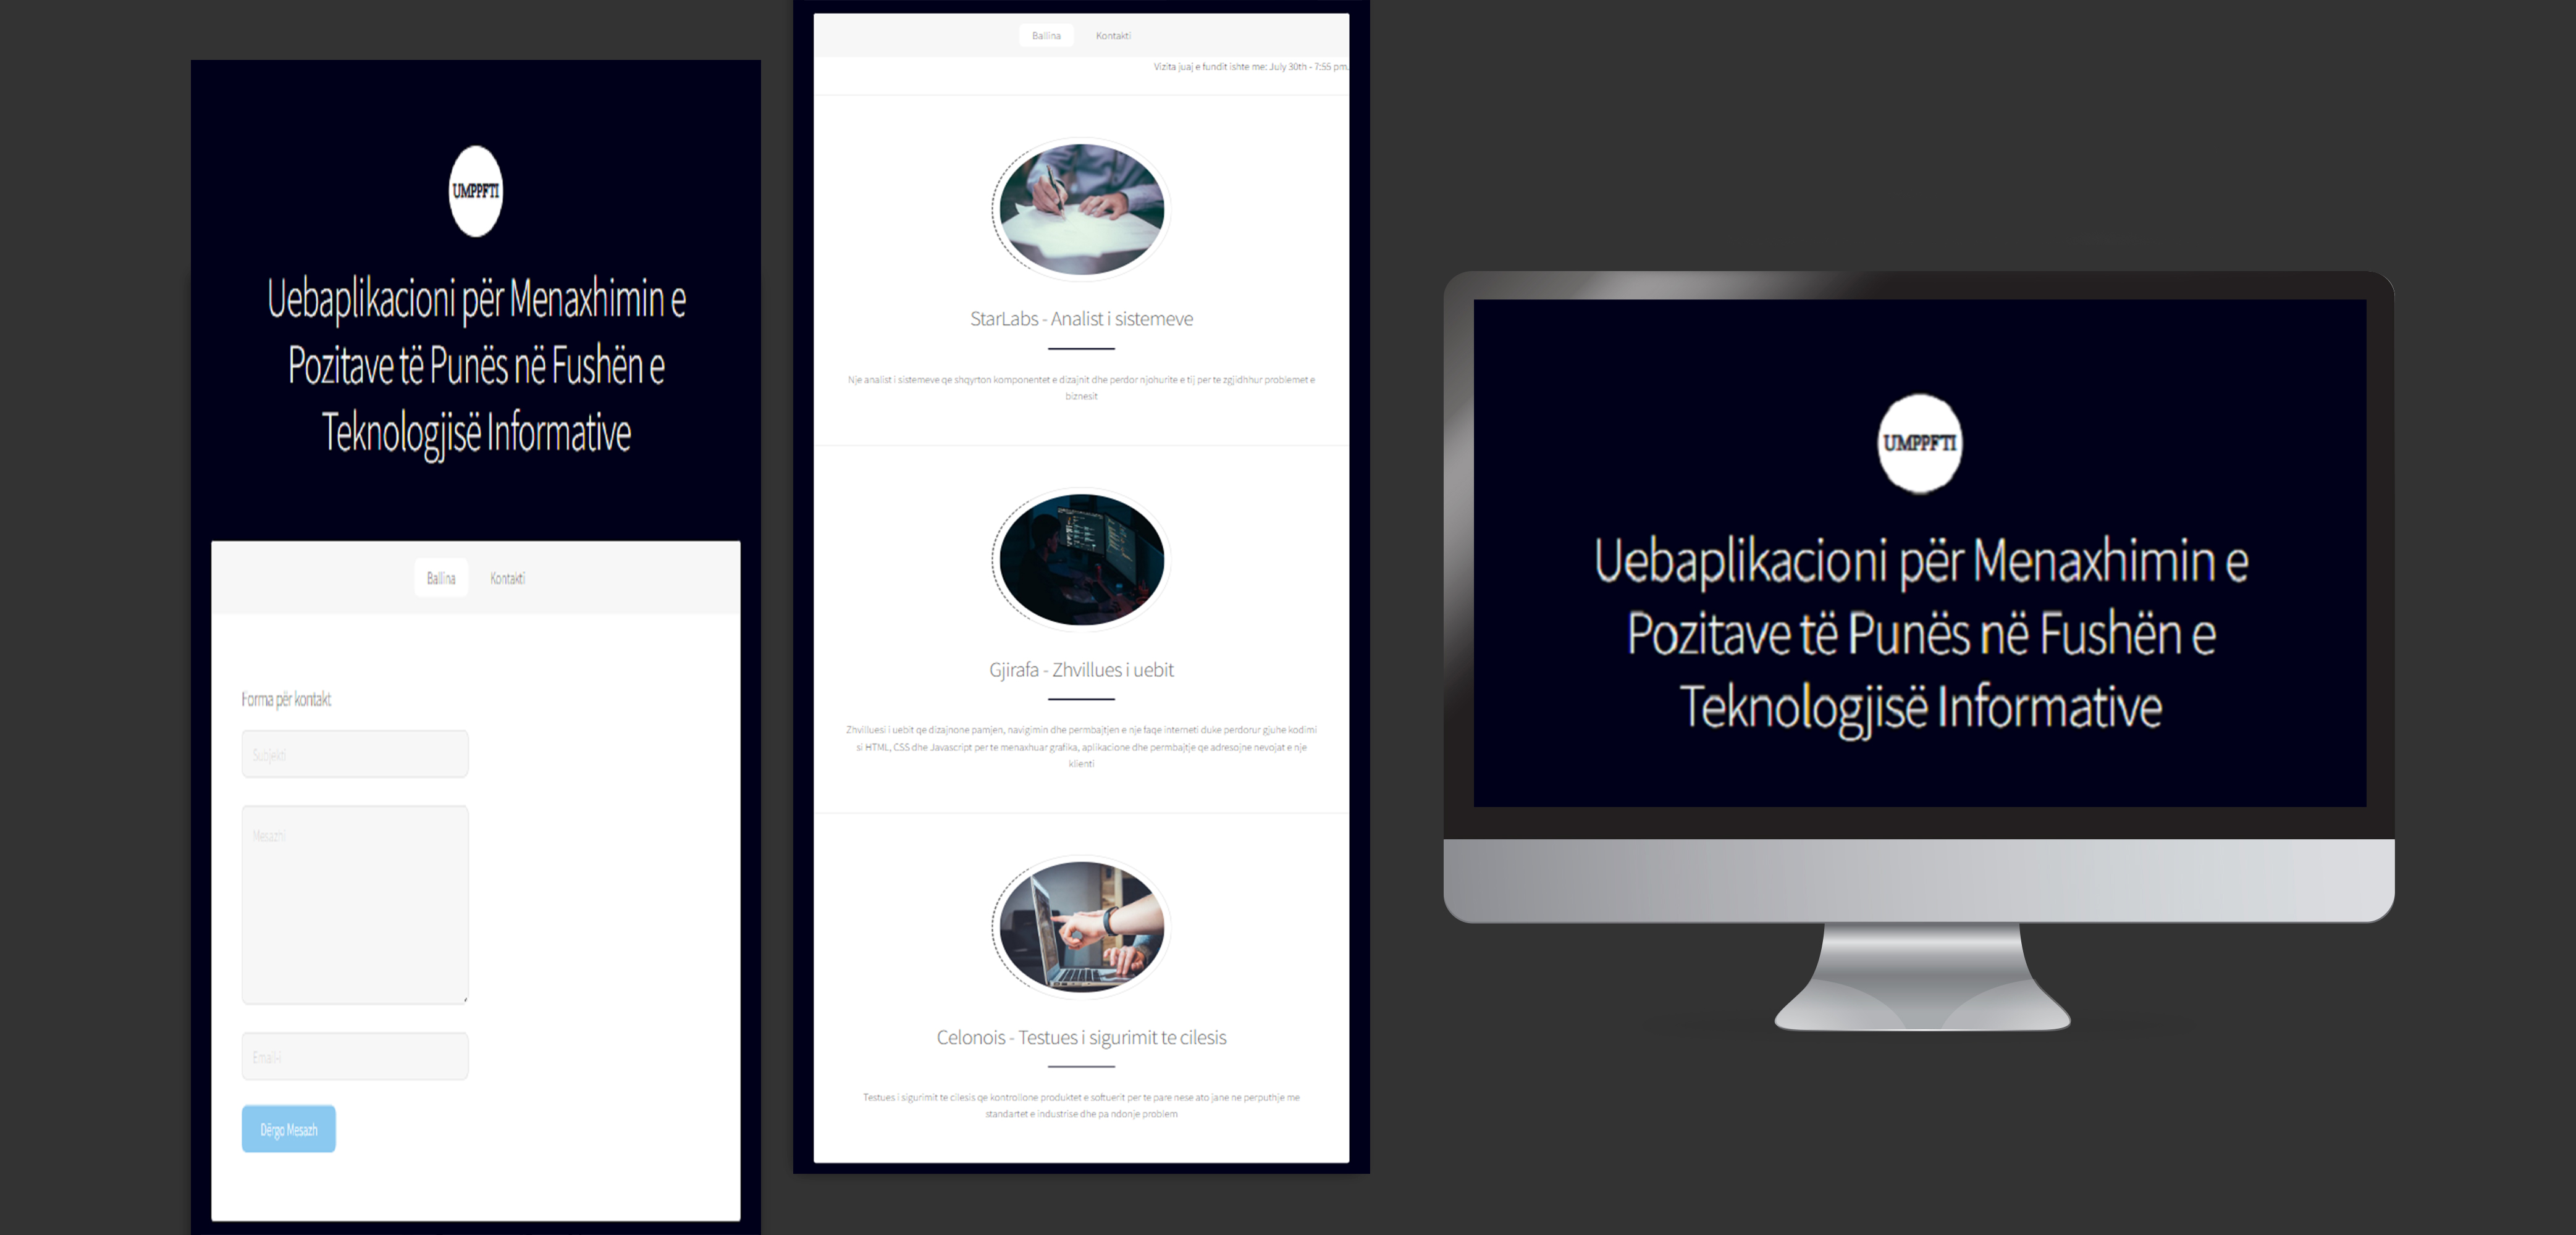 UMPPFTI
Uebaplikacioni për Menaxhimin e
Pozitave të Punës në Fushën e
Teknologjisë Informative
Ballina
Kontakti
Forma për kontakt
Subjekti
Mesazhi
Email-i
Dërgo Mesazh
Ballina
Kontakti
Vizita juaj e fundit ishte me: July 30th - 7:55 pm.
StarLabs - Analist i sistemeve
Nje analist i sistemeve qe shqyrton komponentet e dizajnit dhe perdor njohurite e tij per te zgjidhhur problemet e
biznesit
Gjirafa - Zhvillues i uebit
Zhvilluesi i uebit qe dizajnone pamjen, navigimin dhe permbajtjen e nje faqe interneti duke perdorur gjuhe kodimi
si HTML, CSS dhe Javascript per te menaxhuar grafika, aplikacione dhe permbajtje qe adresojne nevojat e nje
klienti
Celonois - Testues i sigurimit te cilesis
Testues i sigurimit te cilesis qe kontrollone produktet e softuerit per te pare nese ato jane ne perputhje me
standartet e industrise dhe pa ndonje problem
UMPPFTI
Uebaplikacioni për Menaxhimin e
Pozitave të Punës në Fushën e
Teknologjisë Informative